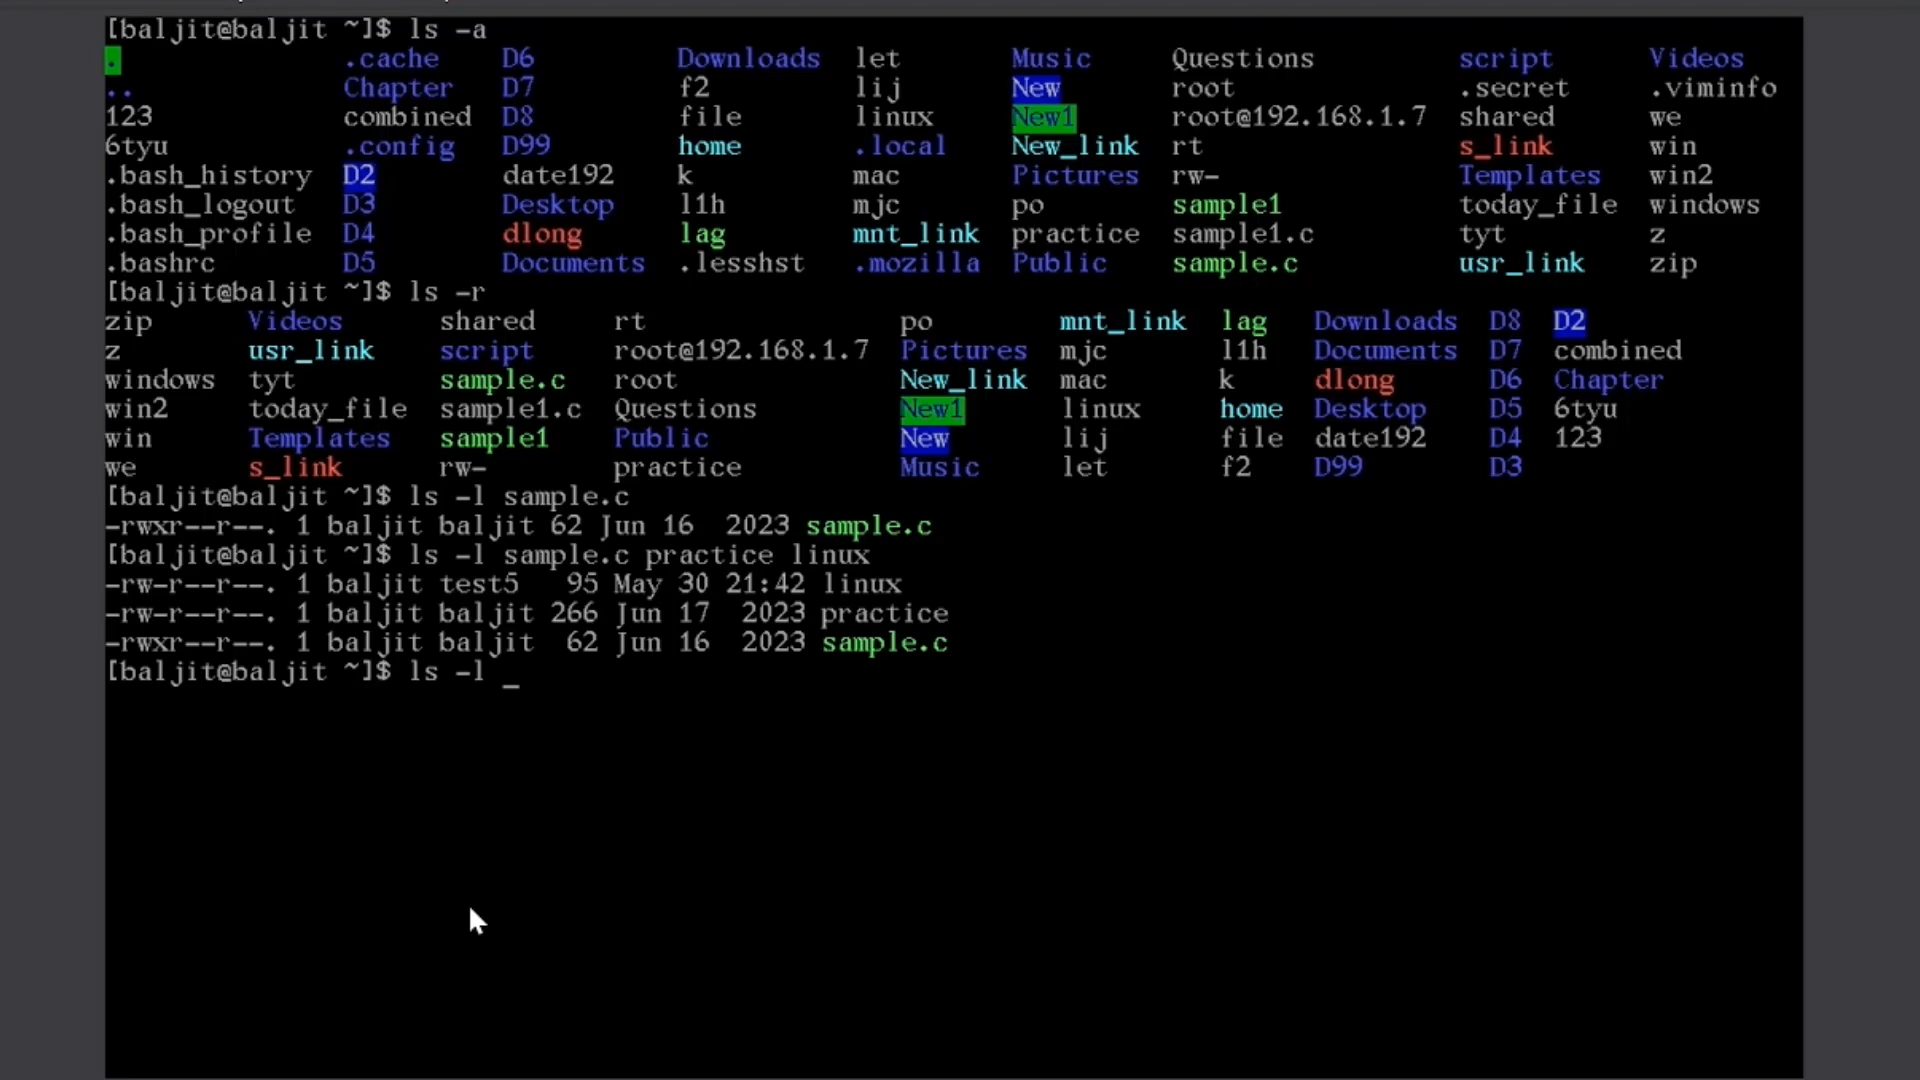 [baljit@baljit ~]$ ls -a
. .cache D6 Downloads let Music Questions script Videos
.. Chapter D7 f2 lij New root .secret .viminfo
123 combined D8 file linux New1 root@192.168.1.7 shared we
6tyu .config D99 home .local New_link rt s_link win
.bash_history D2 date192 k mac Pictures rw- Templates win2
.bash_logout D3 Desktop l1h mjc po sample1 today_file windows
.bash_profile D4 dlong lag mnt_link practice sample1.c tyt z
.bashrc D5 Documents .lesshst .mozilla Public sample.c usr_link zip
[baljit@baljit ~]$ ls -r
zip Videos shared rt po mnt_link lag Downloads D8 D2
z usr_link script root@192.168.1.7 Pictures mjc l1h Documents D7 combined
windows tyt sample.c root New_link mac k dlong D6 Chapter
win2 today_file sample1.c Questions New1 linux home Desktop D5 6tyu
win Templates sample1 Public New lij file date192 D4 123
we s_link rw- practice Music let f2 D99 D3
[baljit@baljit ~]$ ls -l sample.c
-rwxr--r--. 1 baljit baljit 62 Jun 16 2023 sample.c
[baljit@baljit ~]$ ls -l sample.c practice linux
-rw-r--r--. 1 baljit test5 95 May 30 21:42 linux
-rw-r--r--. 1 baljit baljit 266 Jun 17 2023 practice
-rwxr--r--. 1 baljit baljit 62 Jun 16 2023 sample.c
[baljit@baljit ~]$ ls -l _